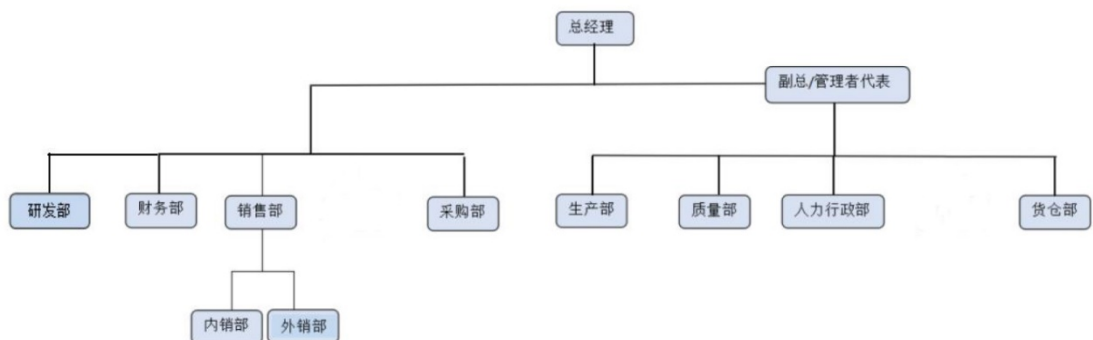 总经理
副总/管理者代表
研发部
财务部
销售部
采购部
生产部
质量部
人力行政部
货仓部
内销部
外销部